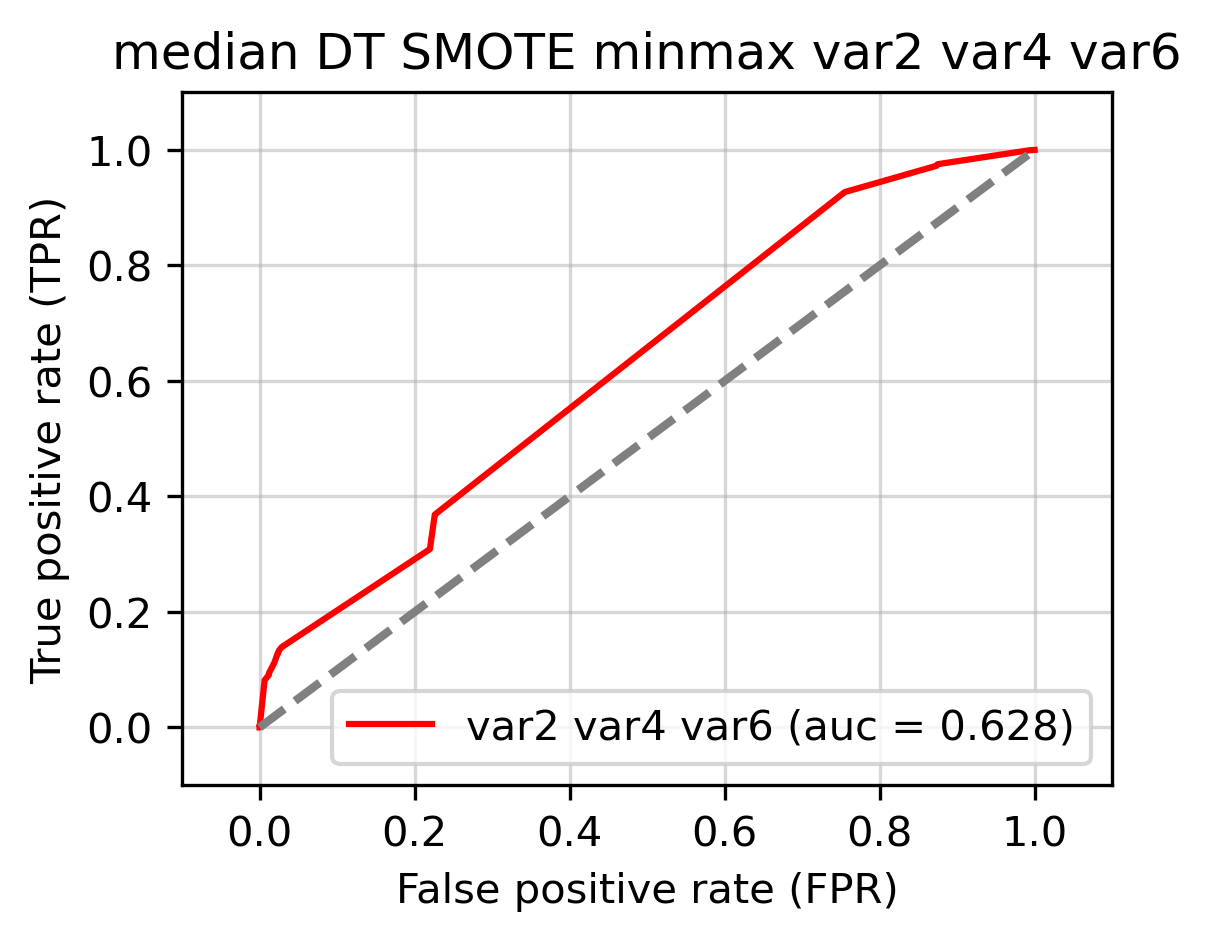 median DT SMOTE minmax var2 var4 var6
True positive rate (TPR)
1.0
0.8
0.6
0.4
0.2
0.0
var2 var4 var6 (auc = 0.628)
0.0 0.2 0.4 0.6 0.8 1.0
False positive rate (FPR)